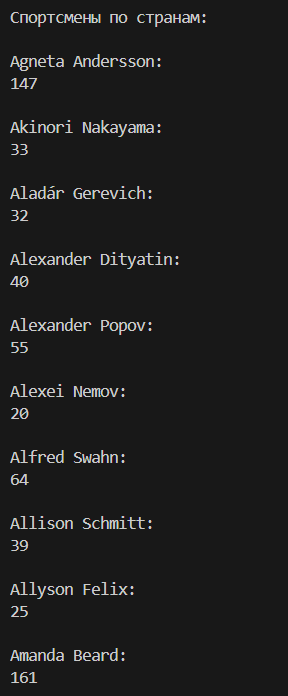 Спортсмены по странам:
Agneta Andersson:
147
Akinori Nakayama:
33
Aladár Gerevich:
32
Alexander Dityatin:
40
Alexander Popov:
55
Alexei Nemov:
20
Alfred Swahn:
64
Allison Schmitt:
39
Allyson Felix:
25
Amanda Beard:
161